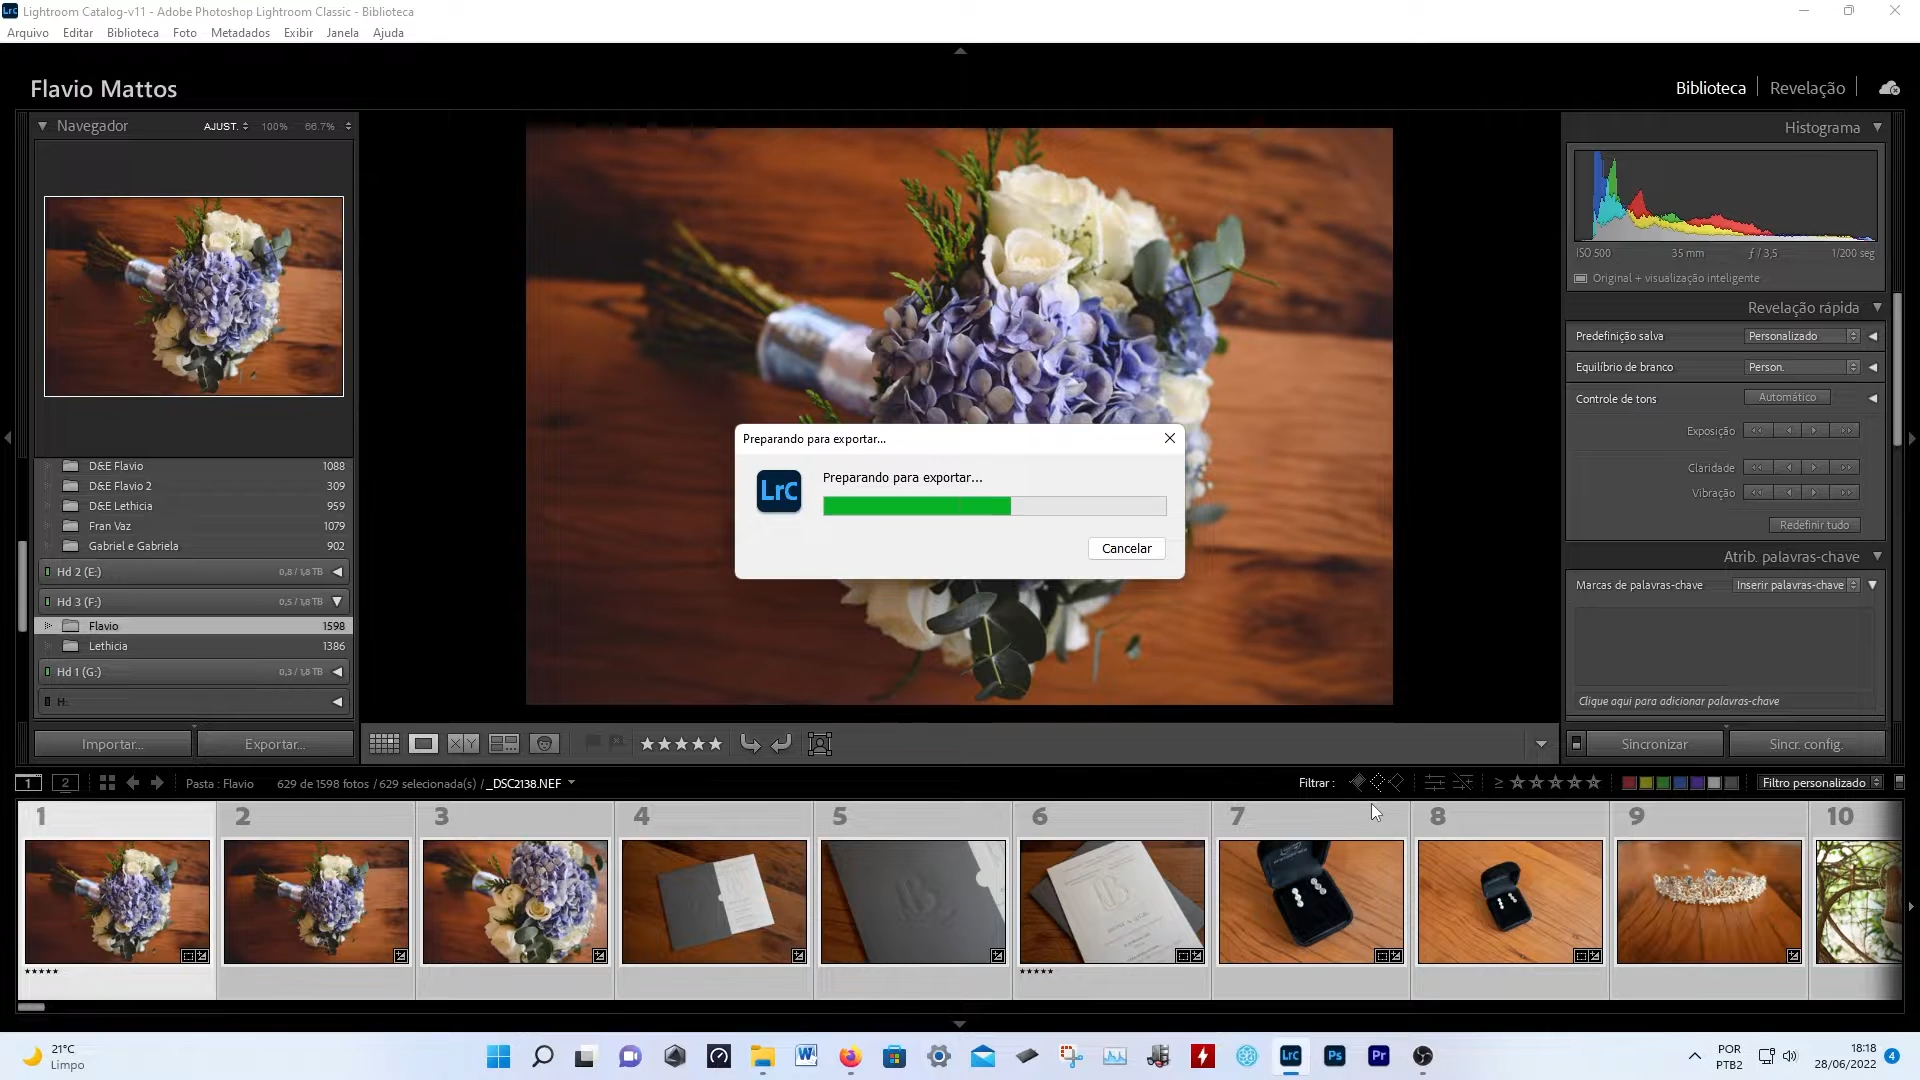 Lrc Lightroom Catalog-v11 - Adobe Photoshop Lightroom Classic - Biblioteca
Arquivo Editar Biblioteca Foto Metadados Exibir Janela Ajuda
Flavio Mattos
Biblioteca Revelação
Navegador AJUST. 100% 66.7%
Histograma
ISO 500 35 mm ƒ / 3,5 1/200 seg
Original + visualização inteligente
Revelação rápida
Predefinição salva Personalizado
Equilíbrio de branco Person.
Controle de tons Automático
Exposição
Claridade
Vibração
Redefinir tudo
Atrib. palavras-chave
Marcas de palavras-chave Inserir palavras-chave
Clique aqui para adicionar palavras-chave
Preparando para exportar...
LrC Preparando para exportar...
Cancelar
D&E Flavio 1088
D&E Flavio 2 309
D&E Lethicia 959
Fran Vaz 1079
Gabriel e Gabriela 902
Hd 2 (E:) 0,8 / 1,8 TB
Hd 3 (F:) 0,5 / 1,8 TB
Flavio 1598
Lethicia 1386
Hd 1 (G:) 0,3 / 1,8 TB
H:
Importar... Exportar...
XY
Sincronizar Sincr. config.
1 2 Pasta : Flavio 629 de 1598 fotos / 629 selecionada(s) / _DSC2138.NEF
Filtrar : ≥ Filtro personalizado
1 2 3 4 5 6 7 8 9 10
21°C
Limpo
W LrC Ps Pr
POR
PTB2
18:18
28/06/2022
4